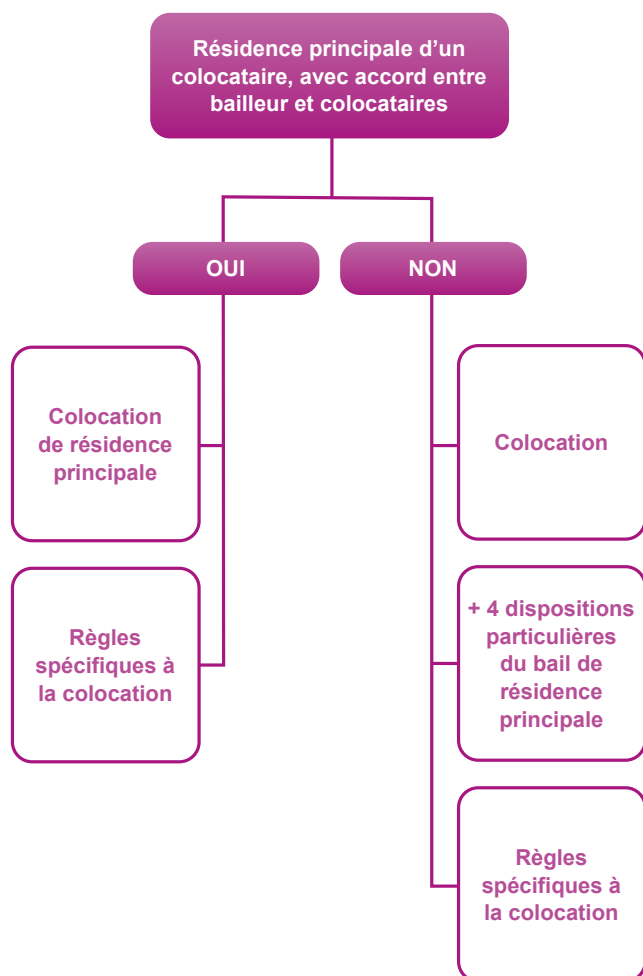 Résidence principale d’un
colocataire, avec accord entre
bailleur et colocataires
OUI
NON
Colocation
de résidence
principale
Règles
spécifiques à
la colocation
Colocation
+ 4 dispositions
particulières
du bail de
résidence
principale
Règles
spécifiques à
la colocation